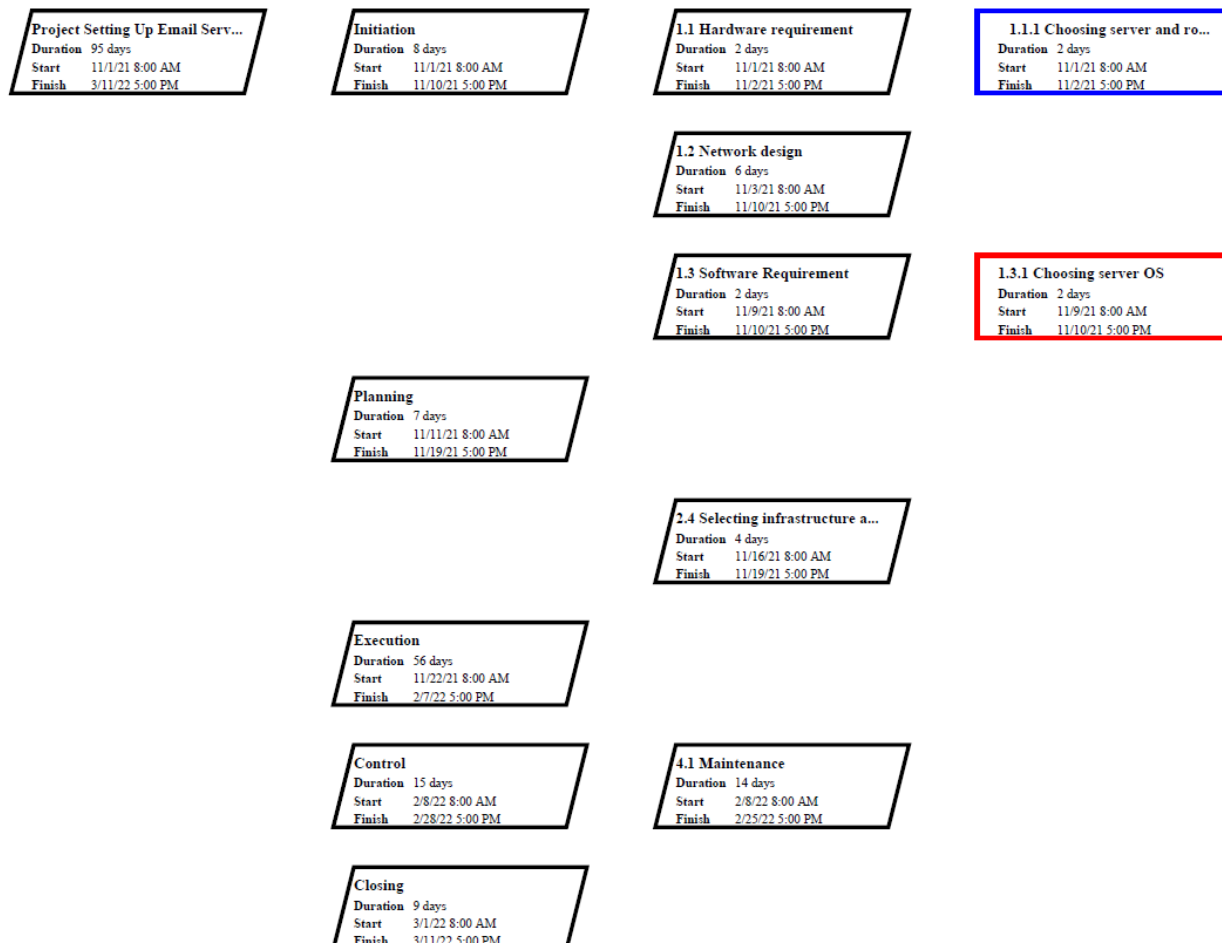 Project Setting Up Email Serv...
Duration 95 days
Start 11/1/21 8:00 AM
Finish 3/11/22 5:00 PM
Initiation
Duration 8 days
Start 11/1/21 8:00 AM
Finish 11/10/21 5:00 PM
1.1 Hardware requirement
Duration 2 days
Start 11/1/21 8:00 AM
Finish 11/2/21 5:00 PM
1.1.1 Choosing server and ro...
Duration 2 days
Start 11/1/21 8:00 AM
Finish 11/2/21 5:00 PM
1.2 Network design
Duration 6 days
Start 11/3/21 8:00 AM
Finish 11/10/21 5:00 PM
1.3 Software Requirement
Duration 2 days
Start 11/9/21 8:00 AM
Finish 11/10/21 5:00 PM
1.3.1 Choosing server OS
Duration 2 days
Start 11/9/21 8:00 AM
Finish 11/10/21 5:00 PM
Planning
Duration 7 days
Start 11/11/21 8:00 AM
Finish 11/19/21 5:00 PM
2.4 Selecting infrastructure a...
Duration 4 days
Start 11/16/21 8:00 AM
Finish 11/19/21 5:00 PM
Execution
Duration 56 days
Start 11/22/21 8:00 AM
Finish 2/7/22 5:00 PM
Control
Duration 15 days
Start 2/8/22 8:00 AM
Finish 2/28/22 5:00 PM
4.1 Maintenance
Duration 14 days
Start 2/8/22 8:00 AM
Finish 2/25/22 5:00 PM
Closing
Duration 9 days
Start 3/1/22 8:00 AM
Finish 3/11/22 5:00 PM